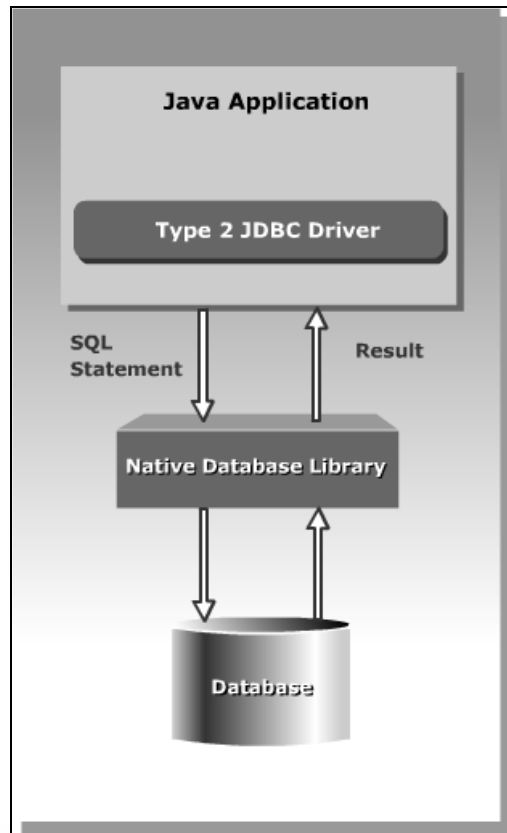 Java Application
Type 2 JDBC Driver
SQL
Statement
Result
Native Database Library
Database